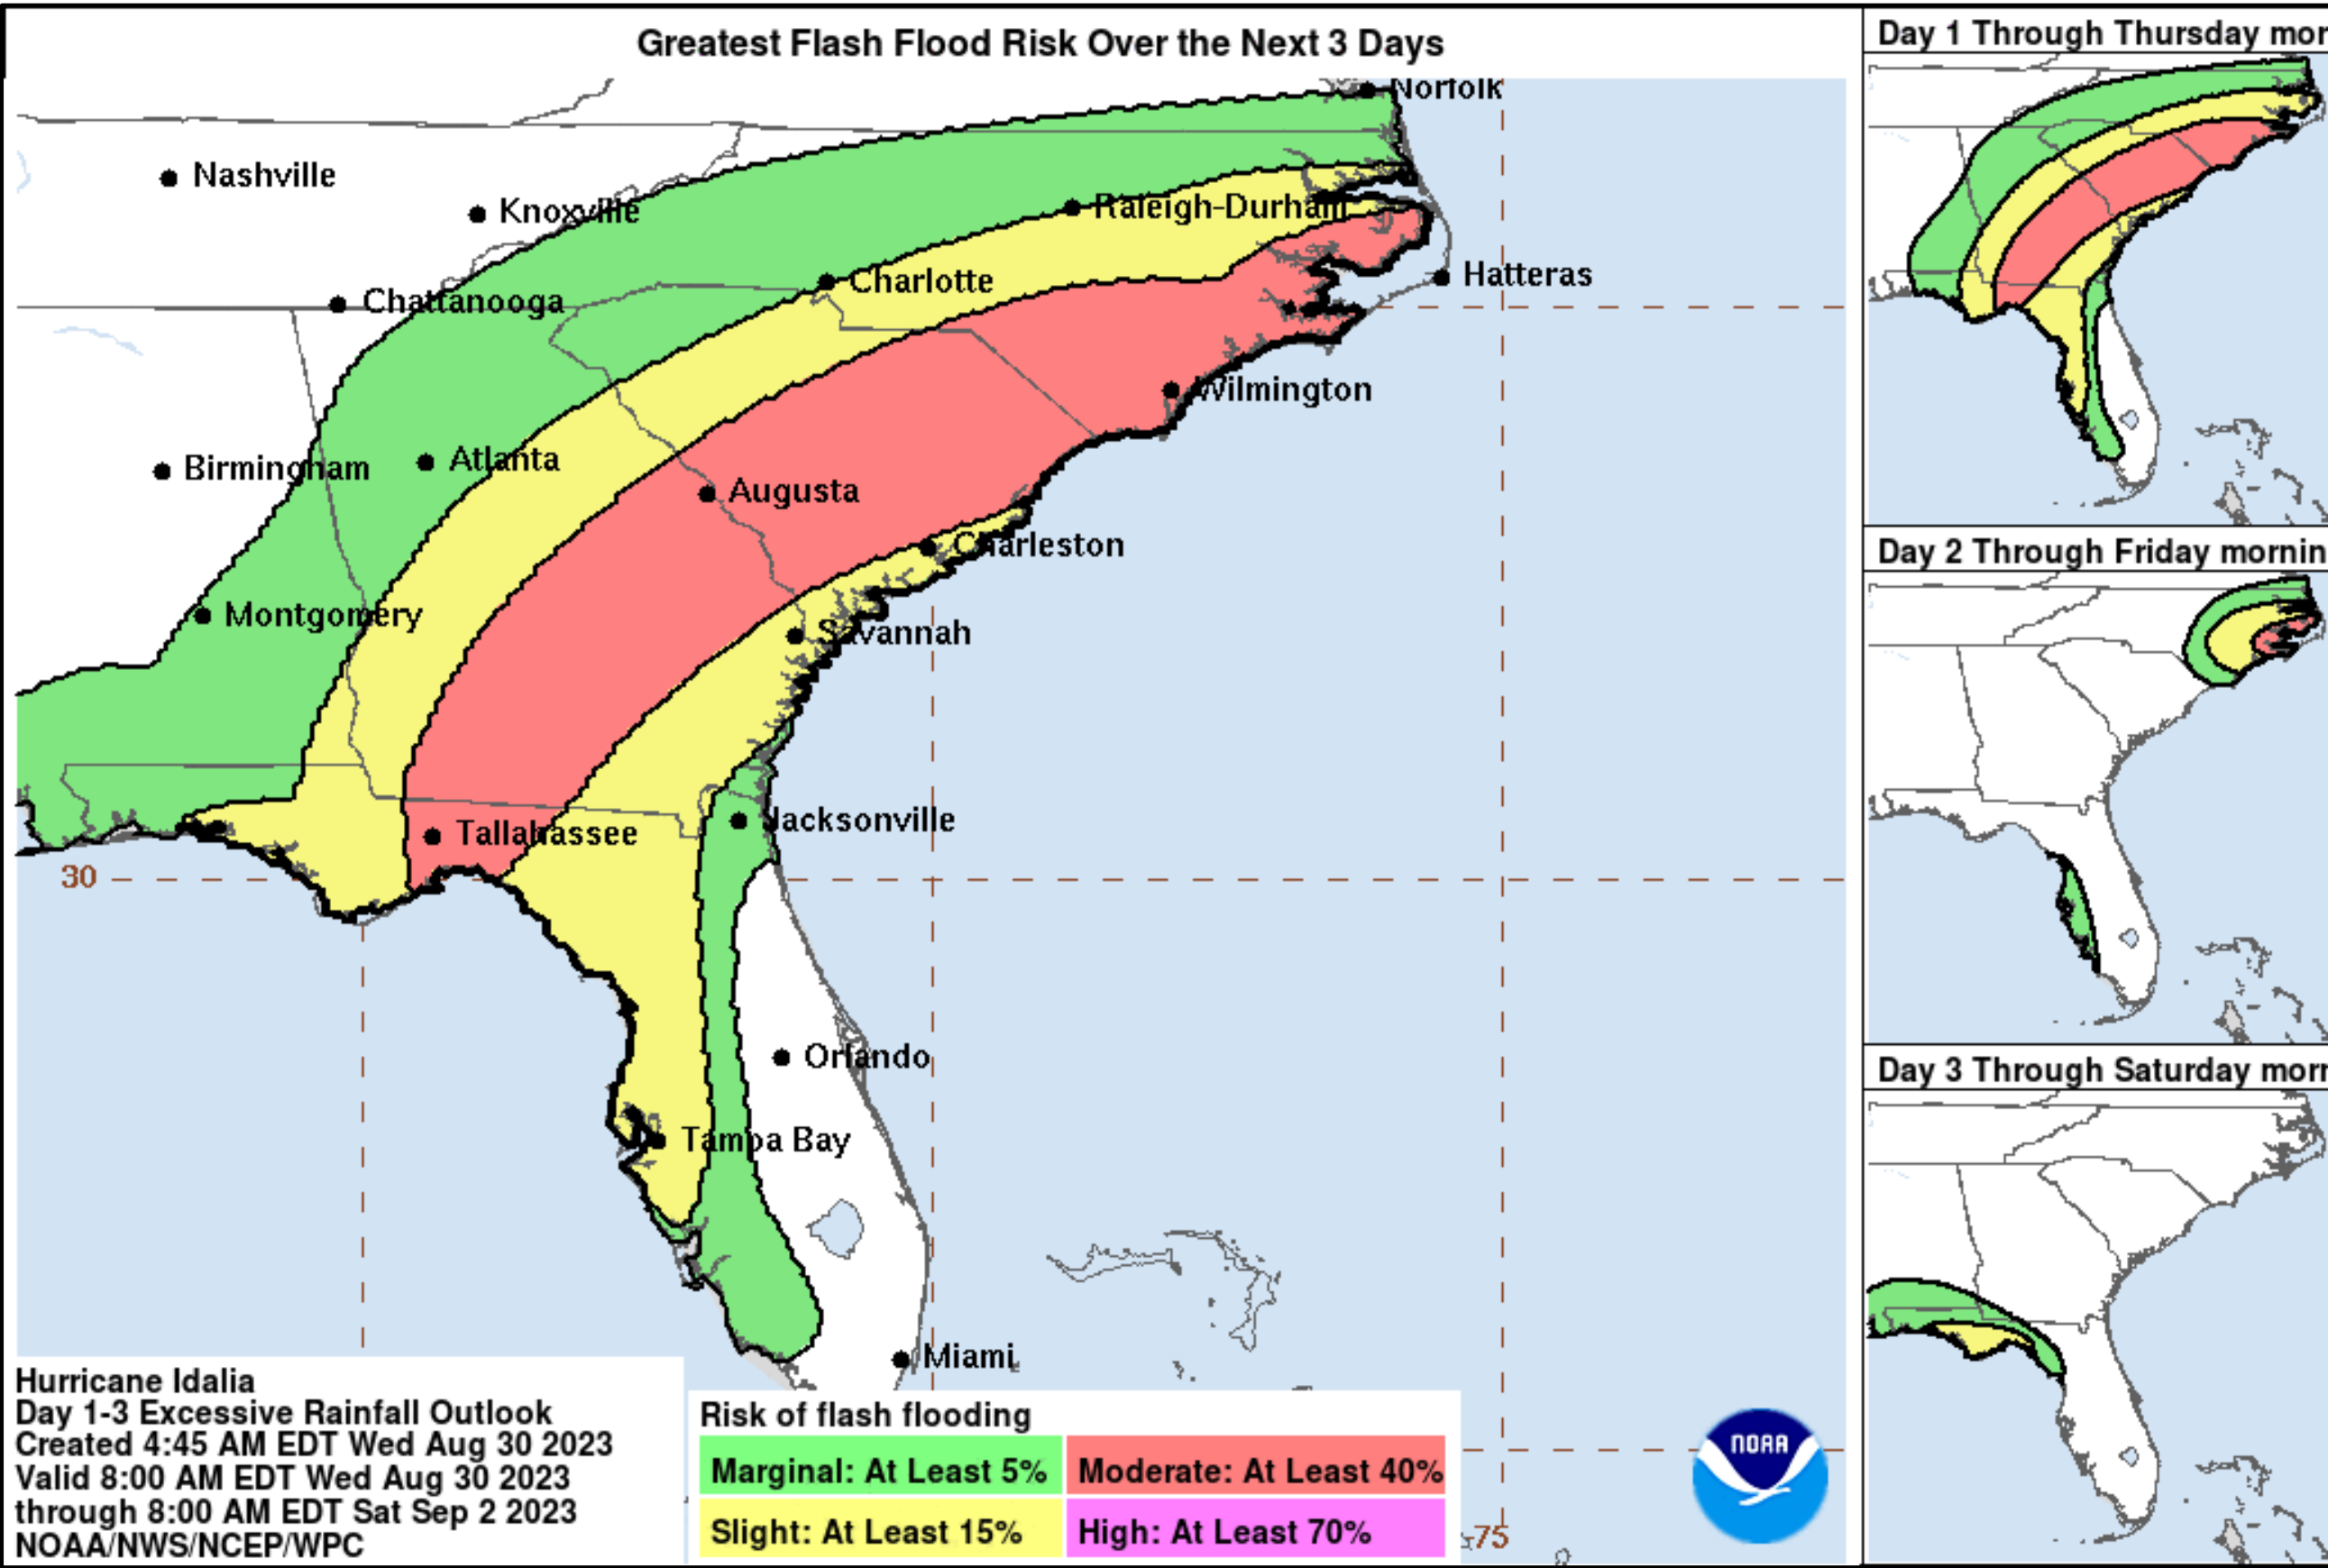 Greatest Flash Flood Risk Over the Next 3 Days
Norfolk
Nashville
Knoxville
Raleigh-Durham
Charlotte
Hatteras
Chattanooga
Wilmington
Birmingham
Atlanta
Augusta
Charleston
Montgomery
Savannah
Jacksonville
Tallahassee
30
Orlando
Tampa Bay
Miami
Hurricane Idalia
Day 1-3 Excessive Rainfall Outlook
Created 4:45 AM EDT Wed Aug 30 2023
Valid 8:00 AM EDT Wed Aug 30 2023
through 8:00 AM EDT Sat Sep 2 2023
NOAA/NWS/NCEP/WPC
Risk of flash flooding
Marginal: At Least 5%
Moderate: At Least 40%
Slight: At Least 15%
High: At Least 70%
-75
NOAA
Day 1 Through Thursday mor
Day 2 Through Friday mornin
Day 3 Through Saturday morn